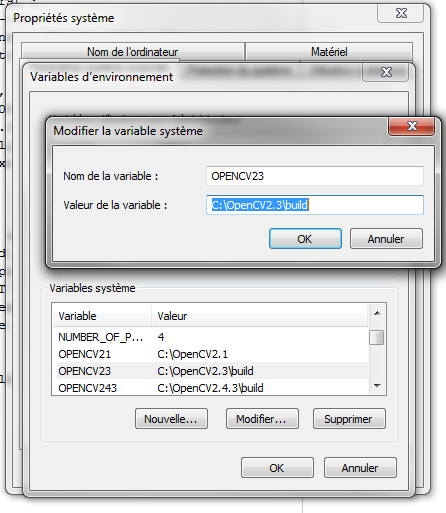 Propriétés système
Nom de l'ordinateur Matériel
Variables d'environnement
Modifier la variable système
Nom de la variable : OPENCV23
Valeur de la variable : C:\OpenCV2.3\build
OK Annuler
Variables système
Variable Valeur
NUMBER_OF_P... 4
OPENCV21 C:\OpenCV2.1
OPENCV23 C:\OpenCV2.3\build
OPENCV243 C:\OpenCV2.4.3\build
Nouvelle... Modifier... Supprimer
OK Annuler